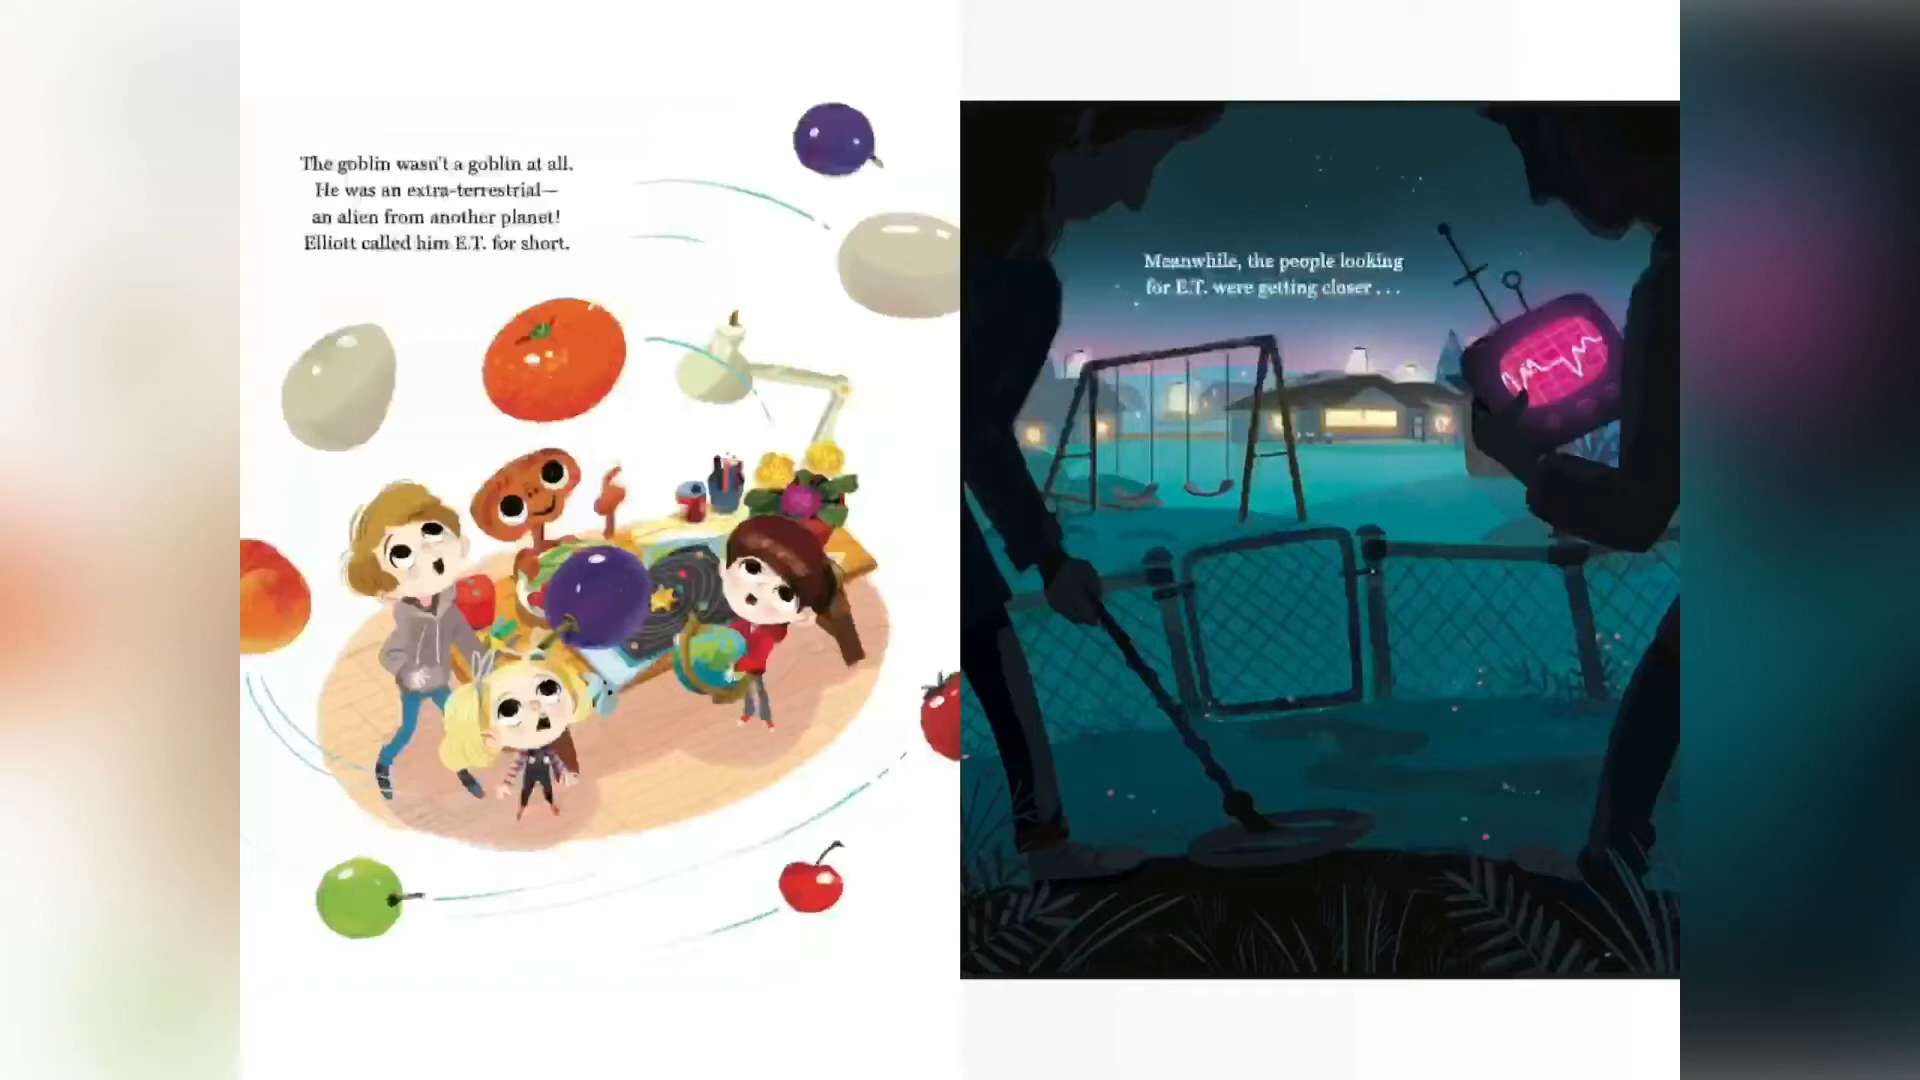 The goblin wasn't a goblin at all.
He was an extra-terrestrial—
an alien from another planet!
Elliott called him E.T. for short.
Meanwhile, the people looking
for E.T. were getting closer . . .